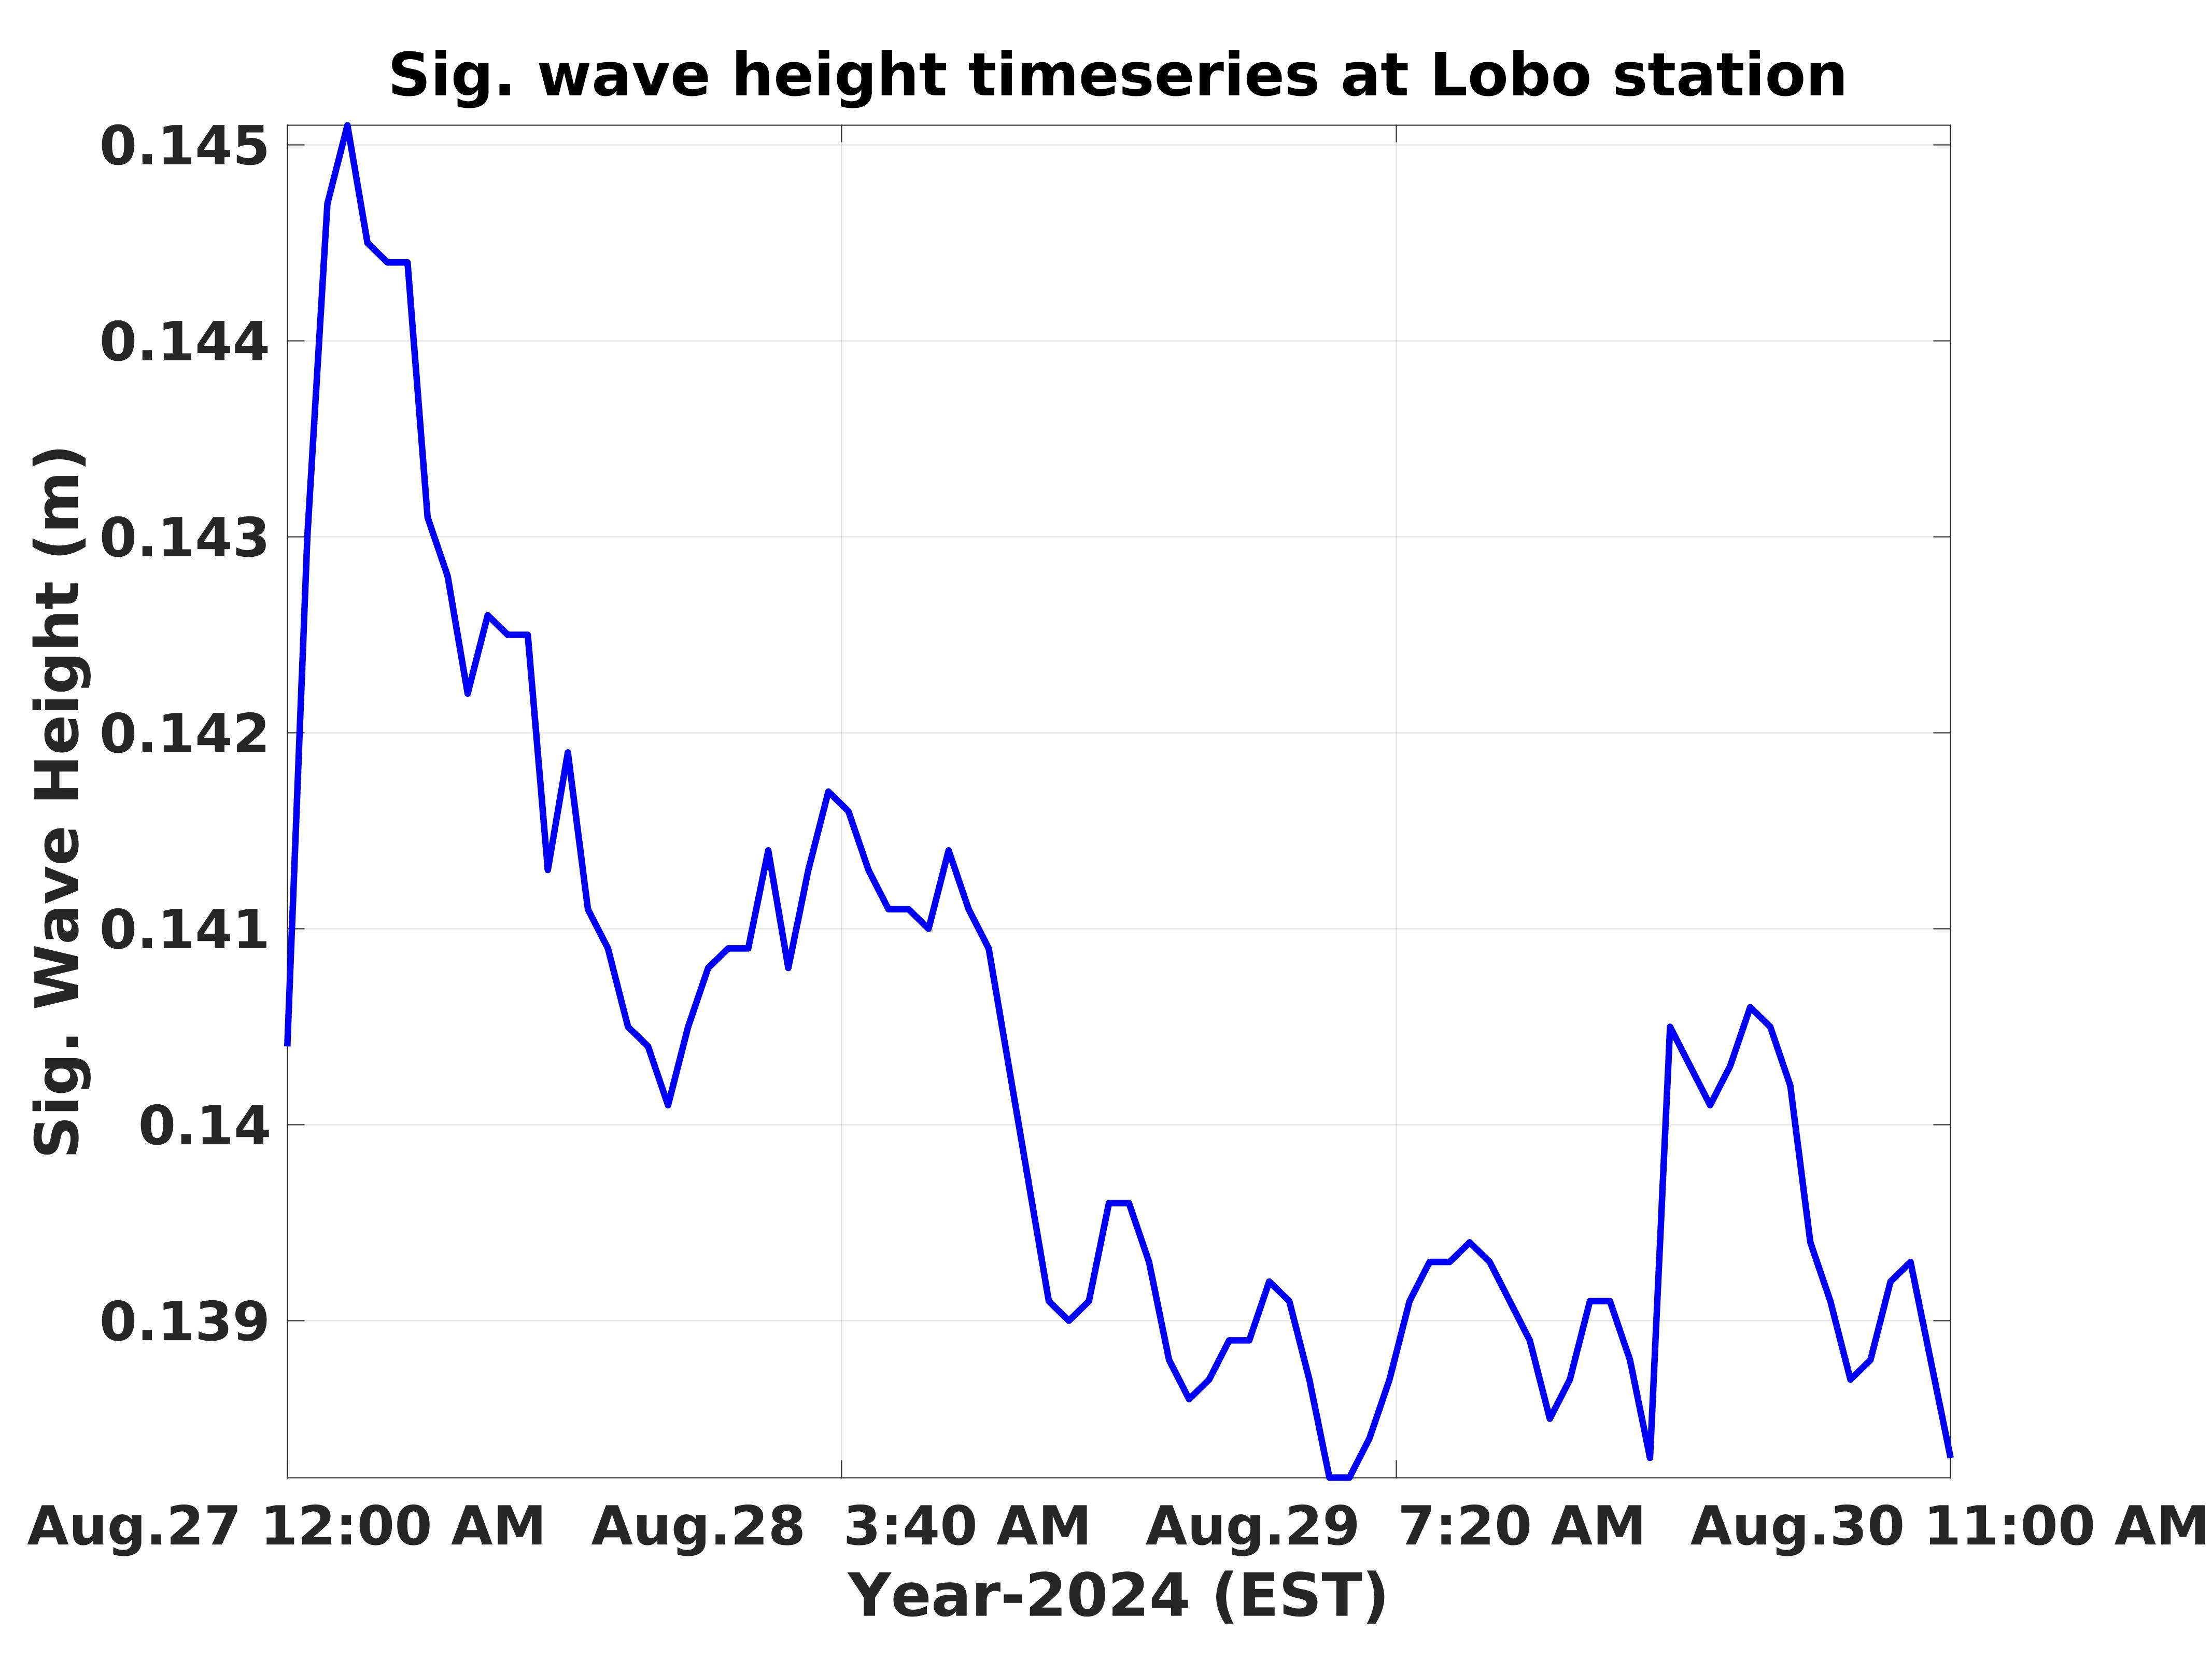 Sig. wave height timeseries at Lobo station
Sig. Wave Height (m)
0.145
0.144
0.143
0.142
0.141
0.14
0.139
Aug.27 12:00 AM Aug.28 3:40 AM Aug.29 7:20 AM Aug.30 11:00 AM
Year-2024 (EST)